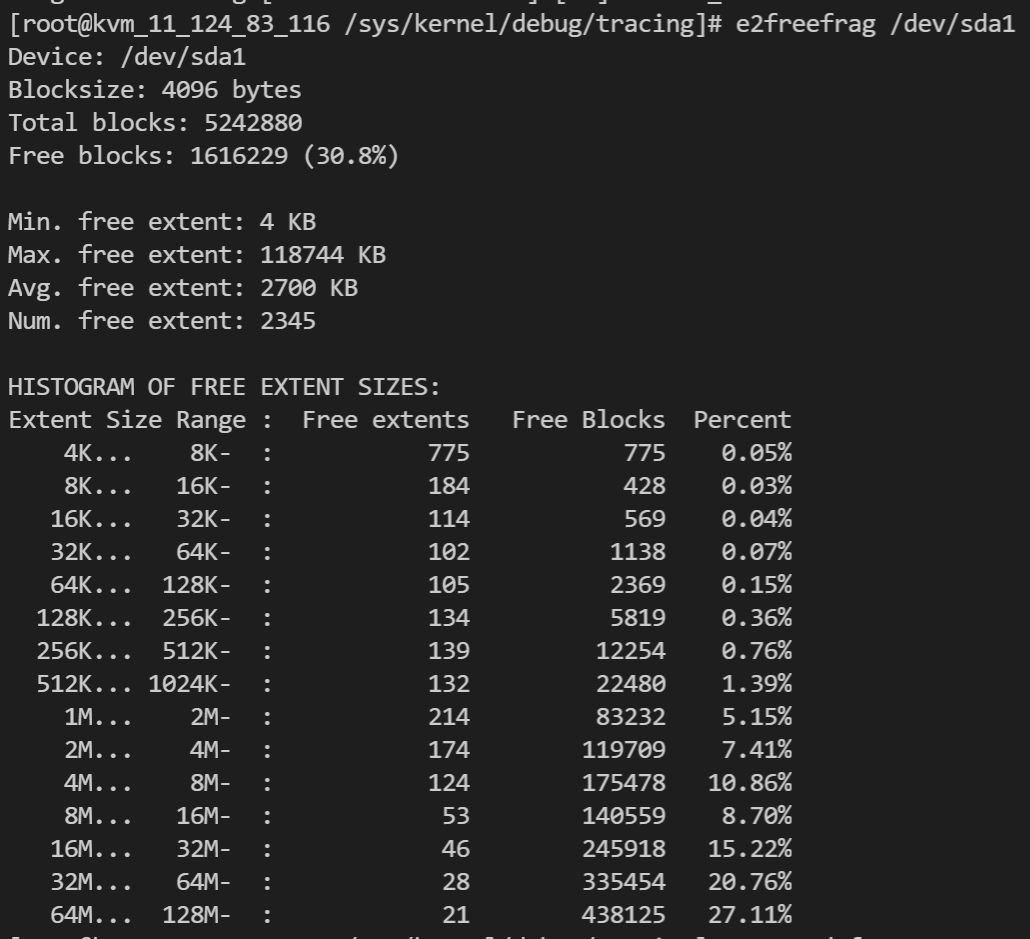 [root@kvm_11_124_83_116 /sys/kernel/debug/tracing]# e2freefrag /dev/sda1
Device: /dev/sda1
Blocksize: 4096 bytes
Total blocks: 5242880
Free blocks: 1616229 (30.8%)
Min. free extent: 4 KB
Max. free extent: 118744 KB
Avg. free extent: 2700 KB
Num. free extent: 2345
HISTOGRAM OF FREE EXTENT SIZES:
Extent Size Range :  Free extents   Free Blocks  Percent
    4K...    8K-  :           775           775    0.05%
    8K...   16K-  :           184           428    0.03%
   16K...   32K-  :           114           569    0.04%
   32K...   64K-  :           102          1138    0.07%
   64K...  128K-  :           105          2369    0.15%
  128K...  256K-  :           134          5819    0.36%
  256K...  512K-  :           139         12254    0.76%
  512K... 1024K-  :           132         22480    1.39%
    1M...    2M-  :           214         83232    5.15%
    2M...    4M-  :           174        119709    7.41%
    4M...    8M-  :           124        175478   10.86%
    8M...   16M-  :            53        140559    8.70%
   16M...   32M-  :            46        245918   15.22%
   32M...   64M-  :            28        335454   20.76%
   64M...  128M-  :            21        438125   27.11%